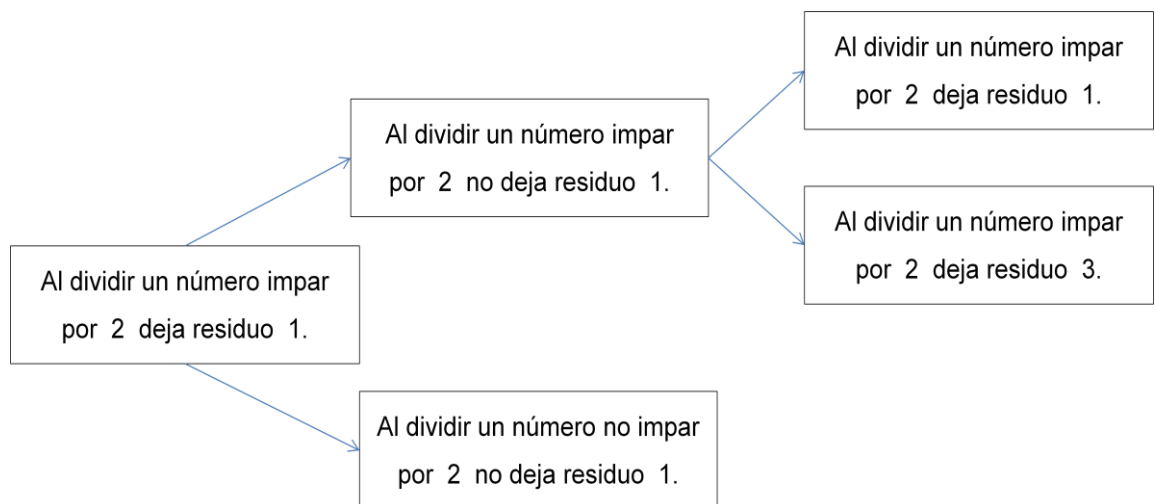 Al dividir un número impar
por 2 deja residuo 1.
Al dividir un número impar
por 2 no deja residuo 1.
Al dividir un número no impar
por 2 no deja residuo 1.
Al dividir un número impar
por 2 deja residuo 1.
Al dividir un número impar
por 2 deja residuo 3.